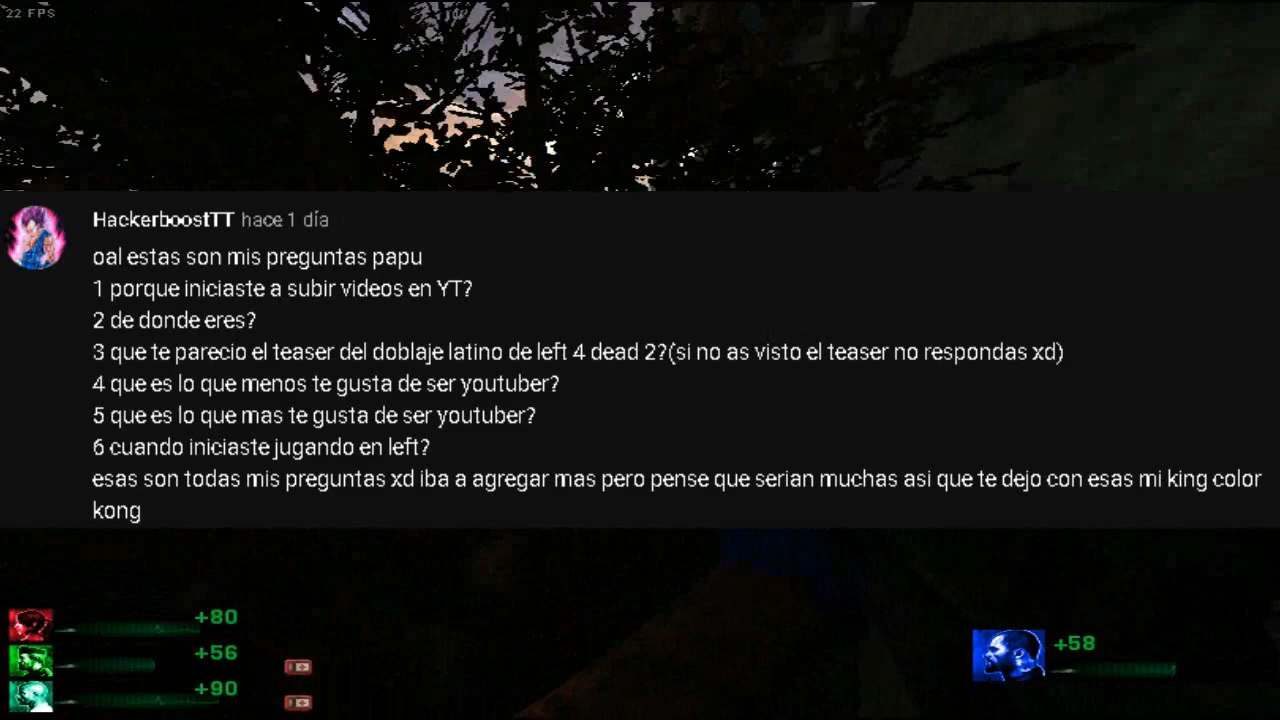 22 FPS
HackerboostTT hace 1 día
oal estas son mis preguntas papu
1 porque iniciaste a subir videos en YT?
2 de donde eres?
3 que te parecio el teaser del doblaje latino de left 4 dead 2?(si no as visto el teaser no respondas xd)
4 que es lo que menos te gusta de ser youtuber?
5 que es lo que mas te gusta de ser youtuber?
6 cuando iniciaste jugando en left?
esas son todas mis preguntas xd iba a agregar mas pero pense que serian muchas asi que te dejo con esas mi king color
kong
+80
+56
+90
+58